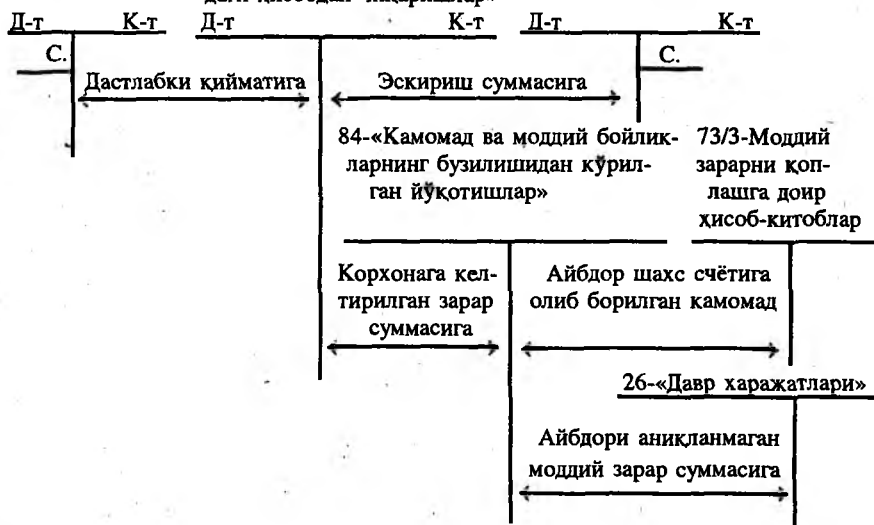 Д-т К-т Д-т К-т Д-т К-т
С. С.
Дастлабки қийматига Эскириш суммасига
84-«Камомад ва моддий бойлик- 73/3-Моддий
ларнинг бузилишидан кўрил- зарарни қоп-
ган йўқотишлар» лашга доир
ҳисоб-китоблар
Корхонага кел- Айбдор шахс счётига
тирилган зарар олиб борилган камомад
суммасига
26-«Давр харажатлари»
Айбдори аниқланмаган
моддий зарар суммасига